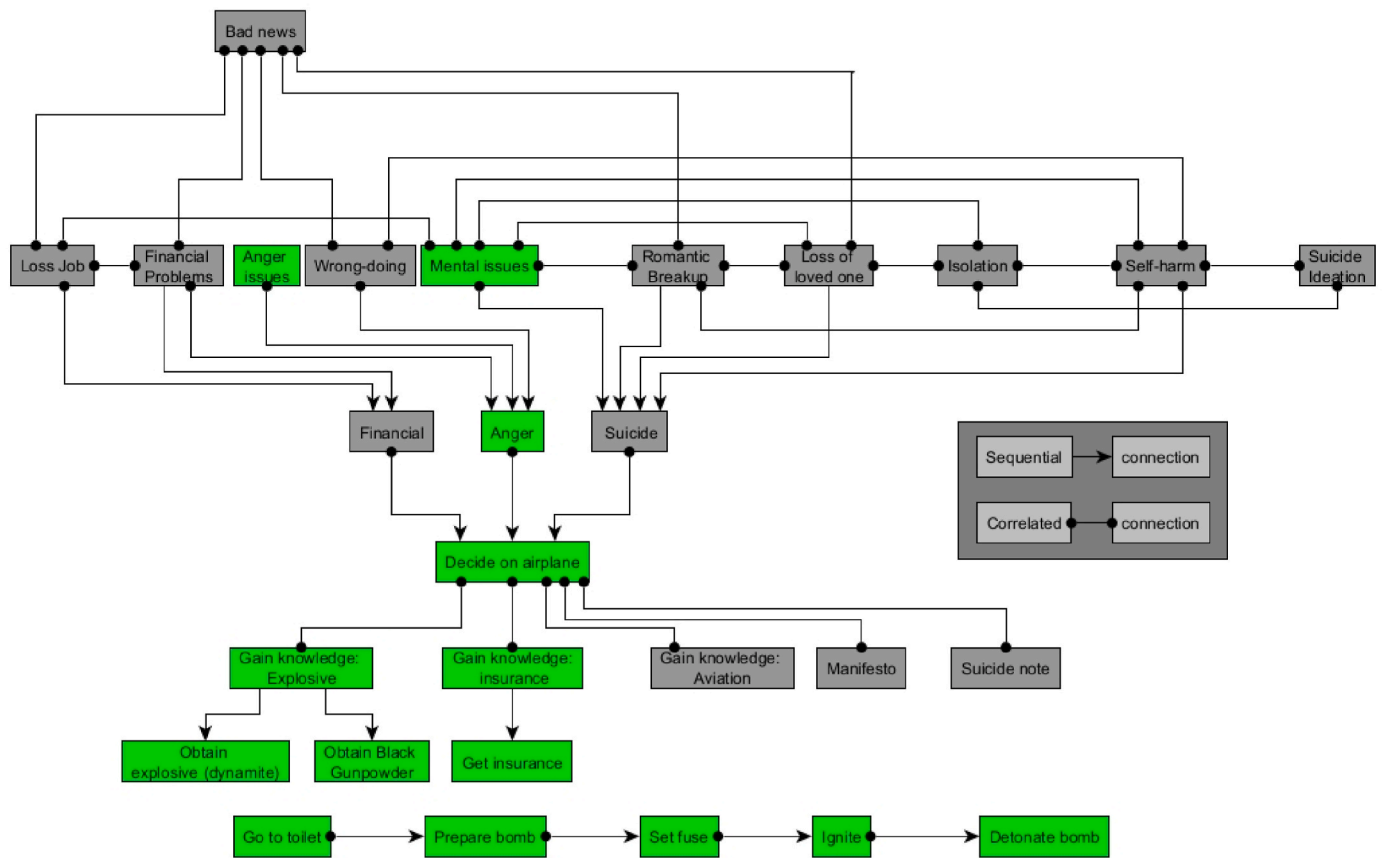 Bad news
Loss Job
Financial
Problems
Anger
issues
Wrong-doing
Mental issues
Romantic
Breakup
Loss of
loved one
Isolation
Self-harm
Suicide
Ideation
Financial
Anger
Suicide
Sequential
connection
Correlated
connection
Decide on airplane
Gain knowledge:
Explosive
Gain knowledge:
insurance
Gain knowledge:
Aviation
Manifesto
Suicide note
Obtain
explosive (dynamite)
Obtain Black
Gunpowder
Get insurance
Go to toilet
Prepare bomb
Set fuse
Ignite
Detonate bomb